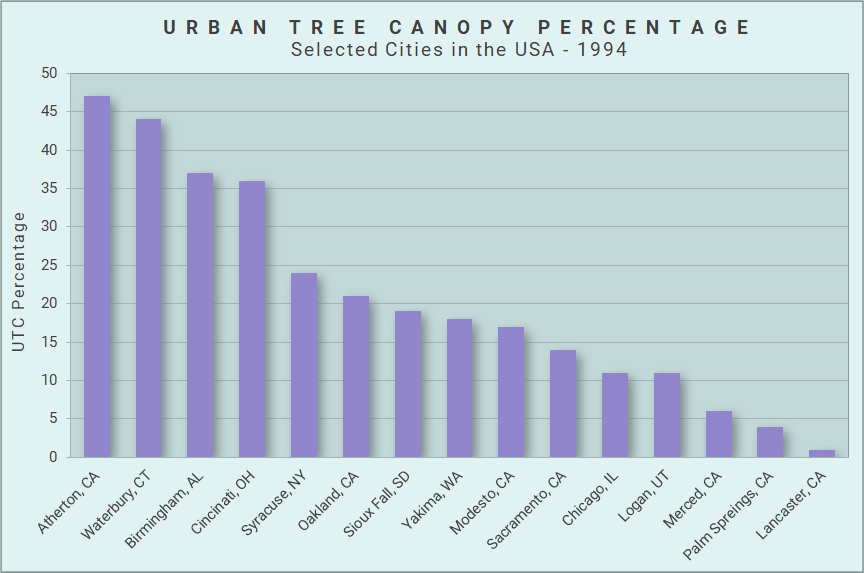 URBAN TREE CANOPY PERCENTAGE
Selected Cities in the USA - 1994
UTC Percentage
50
45
40
35
30
25
20
15
10
5
0
Atherton, CA
Waterbury, CT
Birmingham, AL
Cincinati, OH
Syracuse, NY
Oakland, CA
Sioux Fall, SD
Yakima, WA
Modesto, CA
Sacramento, CA
Chicago, IL
Logan, UT
Merced, CA
Palm Spreings, CA
Lancaster, CA